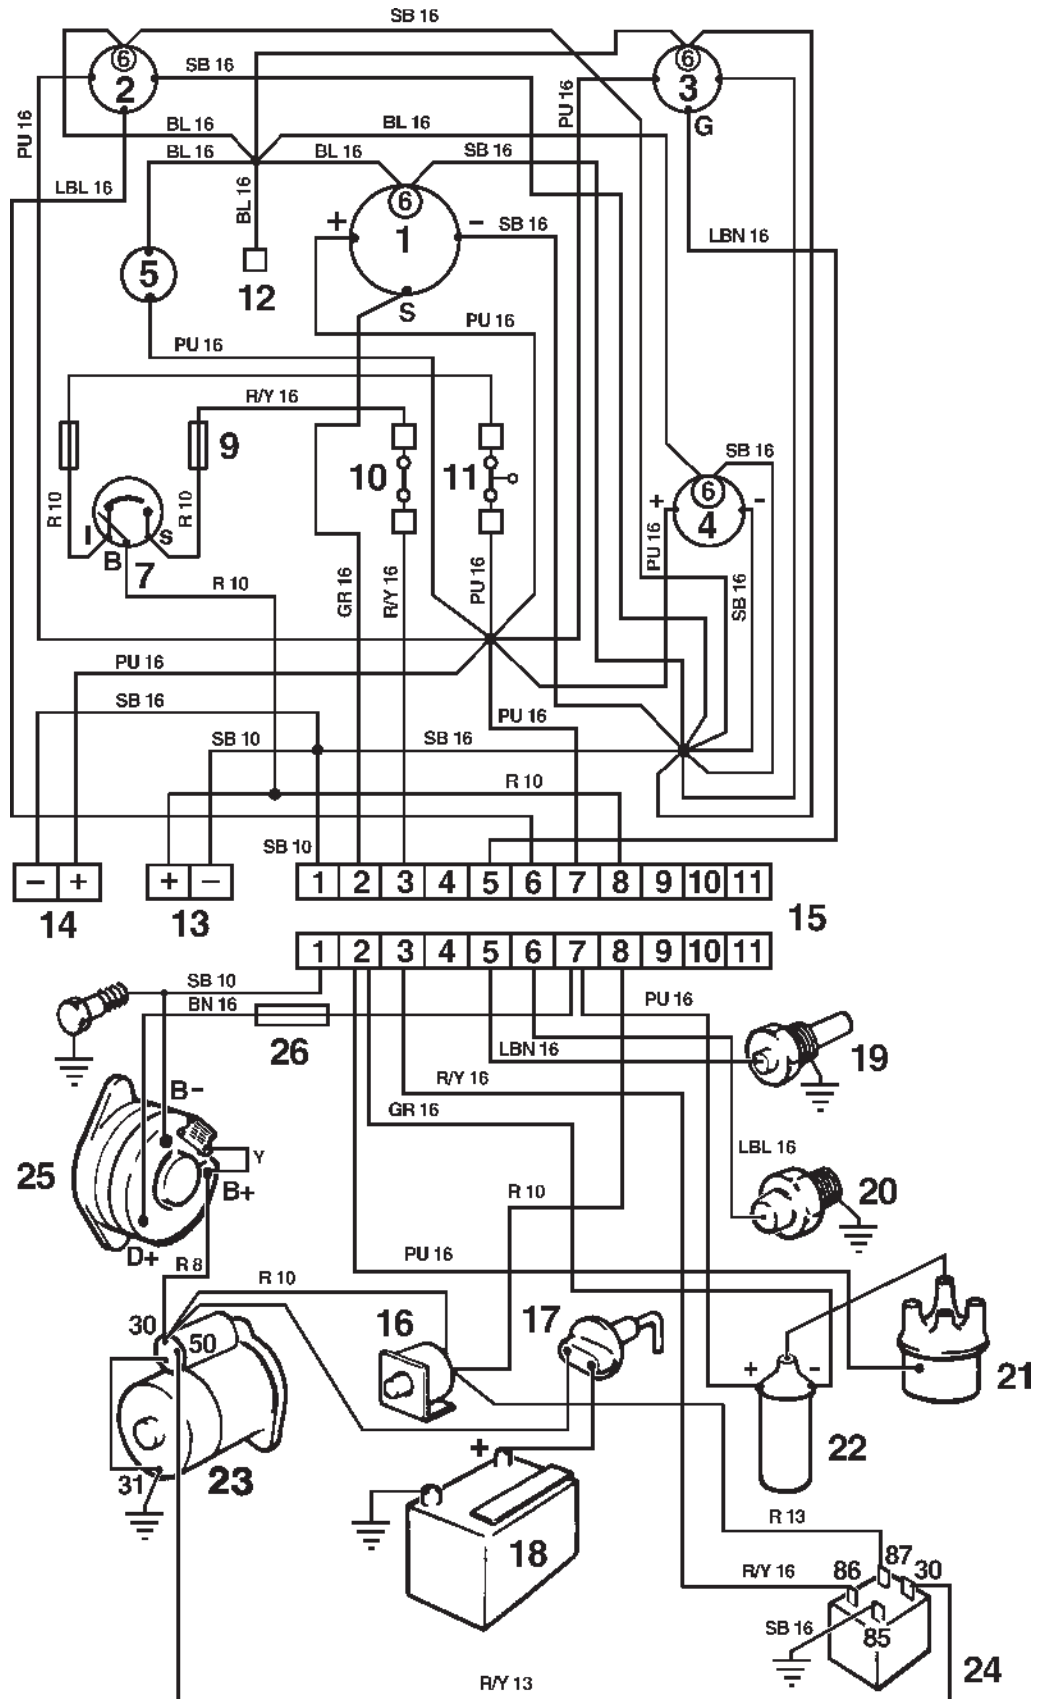 SB 16
6
2
SB 16
6
3
G
PU 16
PU 16
BL 16
BL 16
BL 16
BL 16
SB 16
LBL 16
BL 16
6
+
1
-
SB 16
LBN 16
5
12
S
PU 16
PU 16
R/Y 16
9
10
11
SB 16
6
+
4
-
R 10
R 10
I
S
B
7
R 10
GR 16
R/Y 16
PU 16
PU 16
SB 16
PU 16
SB 16
PU 16
SB 10
SB 16
R 10
SB 10
- +
14
+ -
13
1 2 3 4 5 6 7 8 9 10 11
15
1 2 3 4 5 6 7 8 9 10 11
SB 10
BN 16
26
PU 16
LBN 16
19
R/Y 16
GR 16
B-
Y
25
B+
D+
LBL 16
20
R 10
R 8
PU 16
R 10
30
50
16
17
21
+
-
22
+
31
23
18
R 13
R/Y 16
86
87
30
SB 16
85
24
R/Y 13